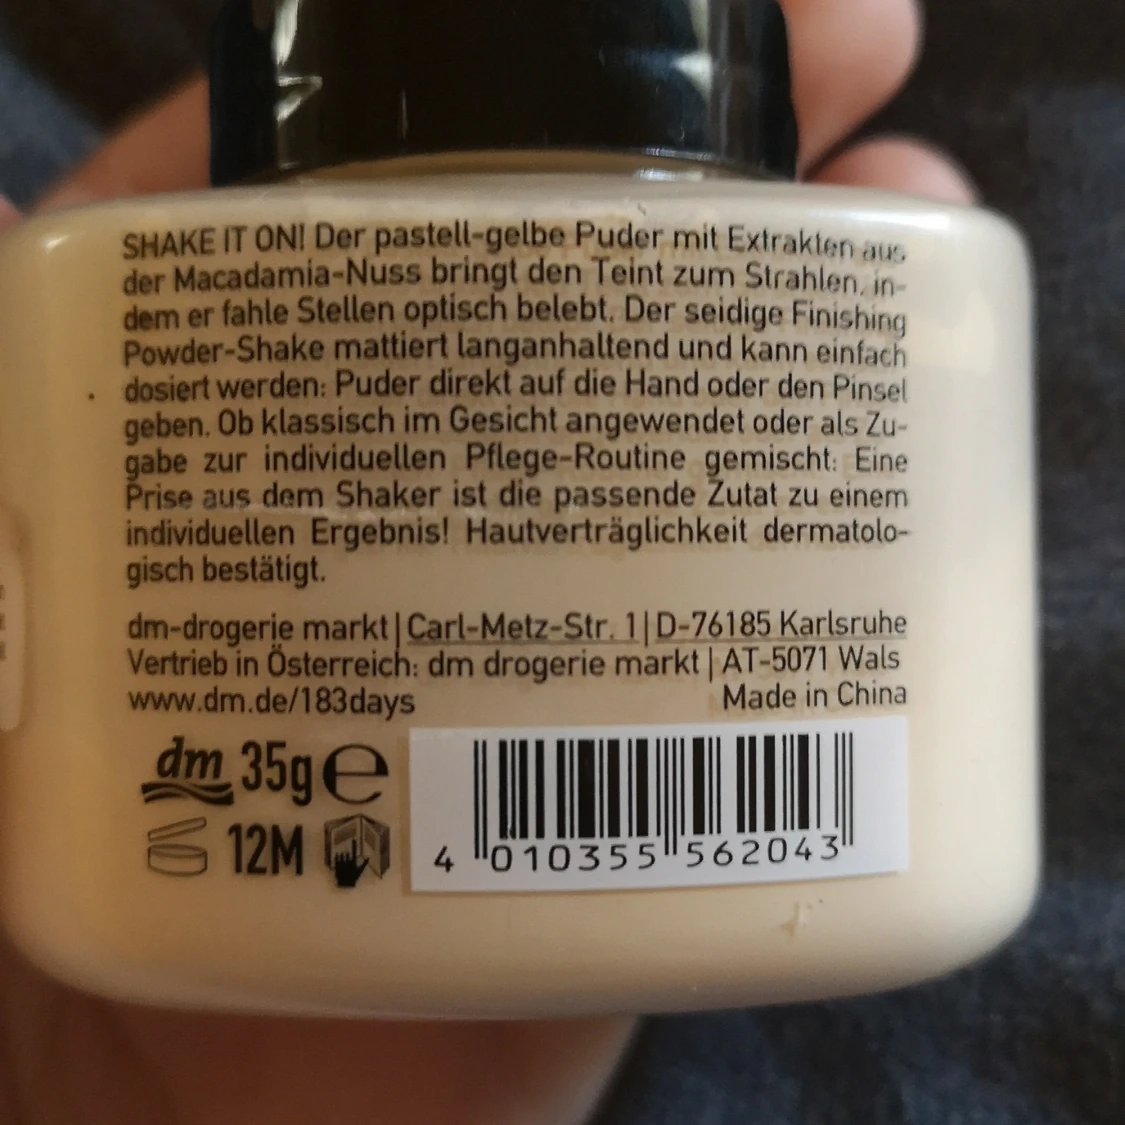 SHAKE IT ON! Der pastell-gelbe Puder mit Extrakten aus
der Macadamia-Nuss bringt den Teint zum Strahlen, in-
dem er fahle Stellen optisch belebt. Der seidige Finishing
Powder-Shake mattiert langanhaltend und kann einfach
dosiert werden: Puder direkt auf die Hand oder den Pinsel
geben. Ob klassisch im Gesicht angewendet oder als Zu-
gabe zur individuellen Pflege-Routine gemischt: Eine
Prise aus dem Shaker ist die passende Zutat zu einem
individuellen Ergebnis! Hautverträglichkeit dermatolo-
gisch bestätigt.
dm-drogerie markt | Carl-Metz-Str. 1 | D-76185 Karlsruhe
Vertrieb in Österreich: dm drogerie markt | AT-5071 Wals
www.dm.de/183days Made in China
dm 35g e
12M
4 010355 562043